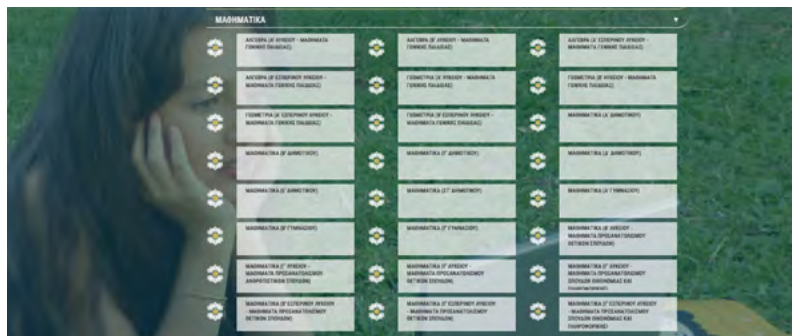 ΜΑΘΗΜΑΤΙΚΑ
ΑΛΓΕΒΡΑ (Α' ΛΥΚΕΙΟΥ - ΜΑΘΗΜΑΤΑ
ΓΕΝΙΚΗΣ ΠΑΙΔΕΙΑΣ)
ΑΛΓΕΒΡΑ (Β' ΛΥΚΕΙΟΥ - ΜΑΘΗΜΑΤΑ
ΓΕΝΙΚΗΣ ΠΑΙΔΕΙΑΣ)
ΑΛΓΕΒΡΑ (Α' ΕΣΠΕΡΙΝΟΥ ΛΥΚΕΙΟΥ -
ΜΑΘΗΜΑΤΑ ΓΕΝΙΚΗΣ ΠΑΙΔΕΙΑΣ)
ΑΛΓΕΒΡΑ (Β' ΕΣΠΕΡΙΝΟΥ ΛΥΚΕΙΟΥ -
ΜΑΘΗΜΑΤΑ ΓΕΝΙΚΗΣ ΠΑΙΔΕΙΑΣ)
ΓΕΩΜΕΤΡΙΑ (Α' ΛΥΚΕΙΟΥ - ΜΑΘΗΜΑΤΑ
ΓΕΝΙΚΗΣ ΠΑΙΔΕΙΑΣ)
ΓΕΩΜΕΤΡΙΑ (Β' ΛΥΚΕΙΟΥ - ΜΑΘΗΜΑΤΑ
ΓΕΝΙΚΗΣ ΠΑΙΔΕΙΑΣ)
ΓΕΩΜΕΤΡΙΑ (Α' ΕΣΠΕΡΙΝΟΥ ΛΥΚΕΙΟΥ -
ΜΑΘΗΜΑΤΑ ΓΕΝΙΚΗΣ ΠΑΙΔΕΙΑΣ)
ΓΕΩΜΕΤΡΙΑ (Β' ΕΣΠΕΡΙΝΟΥ ΛΥΚΕΙΟΥ -
ΜΑΘΗΜΑΤΑ ΓΕΝΙΚΗΣ ΠΑΙΔΕΙΑΣ)
ΜΑΘΗΜΑΤΙΚΑ (Α' ΔΗΜΟΤΙΚΟΥ)
ΜΑΘΗΜΑΤΙΚΑ (Β' ΔΗΜΟΤΙΚΟΥ)
ΜΑΘΗΜΑΤΙΚΑ (Γ' ΔΗΜΟΤΙΚΟΥ)
ΜΑΘΗΜΑΤΙΚΑ (Δ' ΔΗΜΟΤΙΚΟΥ)
ΜΑΘΗΜΑΤΙΚΑ (Ε' ΔΗΜΟΤΙΚΟΥ)
ΜΑΘΗΜΑΤΙΚΑ (ΣΤ' ΔΗΜΟΤΙΚΟΥ)
ΜΑΘΗΜΑΤΙΚΑ (Α' ΓΥΜΝΑΣΙΟΥ)
ΜΑΘΗΜΑΤΙΚΑ (Β' ΓΥΜΝΑΣΙΟΥ)
ΜΑΘΗΜΑΤΙΚΑ (Γ' ΓΥΜΝΑΣΙΟΥ)
ΜΑΘΗΜΑΤΙΚΑ (Β' ΛΥΚΕΙΟΥ -
ΜΑΘΗΜΑΤΑ ΠΡΟΣΑΝΑΤΟΛΙΣΜΟΥ
ΘΕΤΙΚΩΝ ΣΠΟΥΔΩΝ)
ΜΑΘΗΜΑΤΙΚΑ (Γ' ΛΥΚΕΙΟΥ -
ΜΑΘΗΜΑΤΑ ΠΡΟΣΑΝΑΤΟΛΙΣΜΟΥ
ΑΝΘΡΩΠΙΣΤΙΚΩΝ ΣΠΟΥΔΩΝ)
ΜΑΘΗΜΑΤΙΚΑ (Γ' ΛΥΚΕΙΟΥ -
ΜΑΘΗΜΑΤΑ ΠΡΟΣΑΝΑΤΟΛΙΣΜΟΥ
ΘΕΤΙΚΩΝ ΣΠΟΥΔΩΝ)
ΜΑΘΗΜΑΤΙΚΑ (Γ' ΛΥΚΕΙΟΥ -
ΜΑΘΗΜΑΤΑ ΠΡΟΣΑΝΑΤΟΛΙΣΜΟΥ
ΣΠΟΥΔΩΝ ΟΙΚΟΝΟΜΙΑΣ ΚΑΙ
ΠΛΗΡΟΦΟΡΙΚΗΣ)
ΜΑΘΗΜΑΤΙΚΑ (Β' ΕΣΠΕΡΙΝΟΥ ΛΥΚΕΙΟΥ
- ΜΑΘΗΜΑΤΑ ΠΡΟΣΑΝΑΤΟΛΙΣΜΟΥ
ΘΕΤΙΚΩΝ ΣΠΟΥΔΩΝ)
ΜΑΘΗΜΑΤΙΚΑ (Γ' ΕΣΠΕΡΙΝΟΥ ΛΥΚΕΙΟΥ
- ΜΑΘΗΜΑΤΑ ΠΡΟΣΑΝΑΤΟΛΙΣΜΟΥ
ΘΕΤΙΚΩΝ ΣΠΟΥΔΩΝ)
ΜΑΘΗΜΑΤΙΚΑ (Γ' ΕΣΠΕΡΙΝΟΥ ΛΥΚΕΙΟΥ
- ΜΑΘΗΜΑΤΑ ΠΡΟΣΑΝΑΤΟΛΙΣΜΟΥ
ΣΠΟΥΔΩΝ ΟΙΚΟΝΟΜΙΑΣ ΚΑΙ
ΠΛΗΡΟΦΟΡΙΚΗΣ)